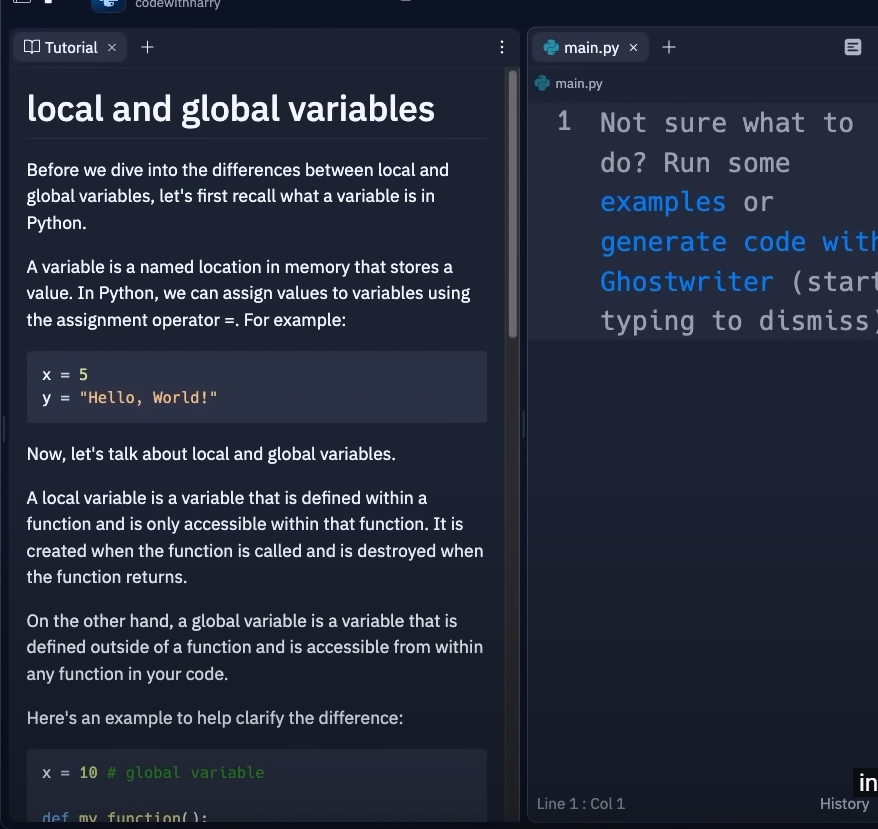 codewithharry
Tutorial
main.py
main.py
local and global variables
Before we dive into the differences between local and
global variables, let's first recall what a variable is in
Python.
A variable is a named location in memory that stores a
value. In Python, we can assign values to variables using
the assignment operator =. For example:
x = 5
y = "Hello, World!"
Now, let's talk about local and global variables.
A local variable is a variable that is defined within a
function and is only accessible within that function. It is
created when the function is called and is destroyed when
the function returns.
On the other hand, a global variable is a variable that is
defined outside of a function and is accessible from within
any function in your code.
Here's an example to help clarify the difference:
x = 10 # global variable
def my_function():
1 Not sure what to
do? Run some
examples or
generate code with
Ghostwriter (start
typing to dismiss)
in
Line 1 : Col 1
History